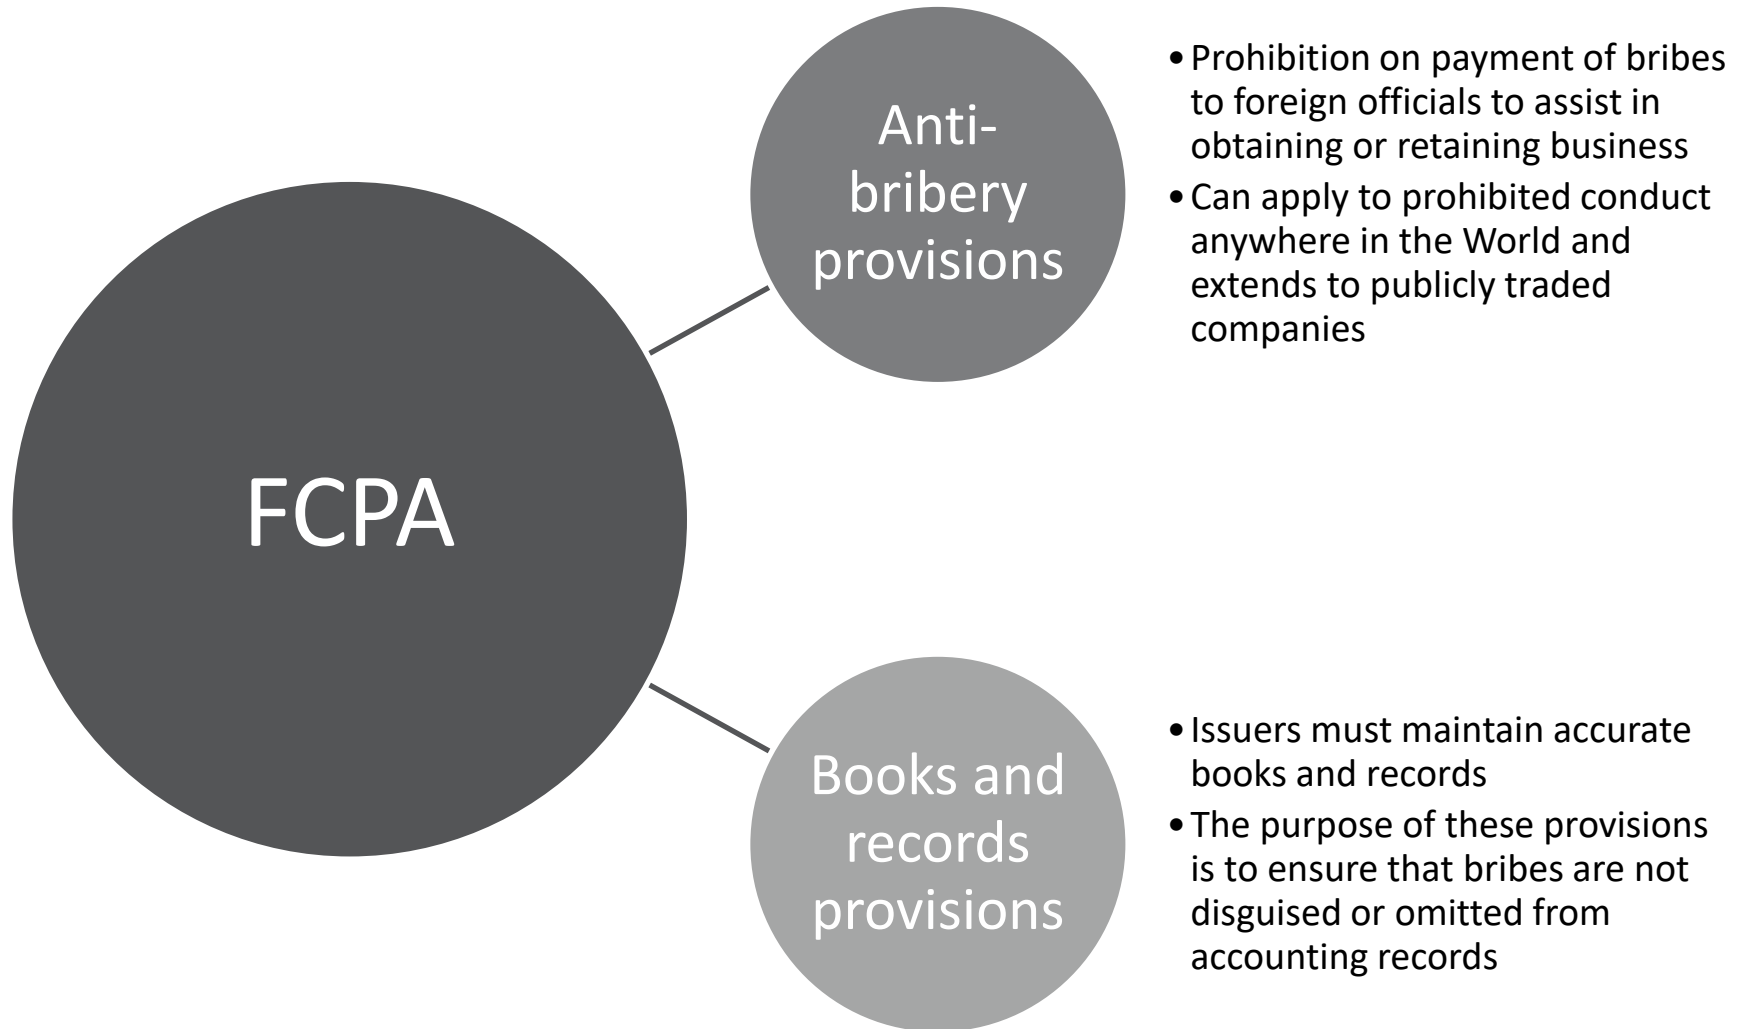 FCPA
Anti-
bribery
provisions
• Prohibition on payment of bribes
to foreign officials to assist in
obtaining or retaining business
• Can apply to prohibited conduct
anywhere in the World and
extends to publicly traded
companies
Books and
records
provisions
• Issuers must maintain accurate
books and records
• The purpose of these provisions
is to ensure that bribes are not
disguised or omitted from
accounting records